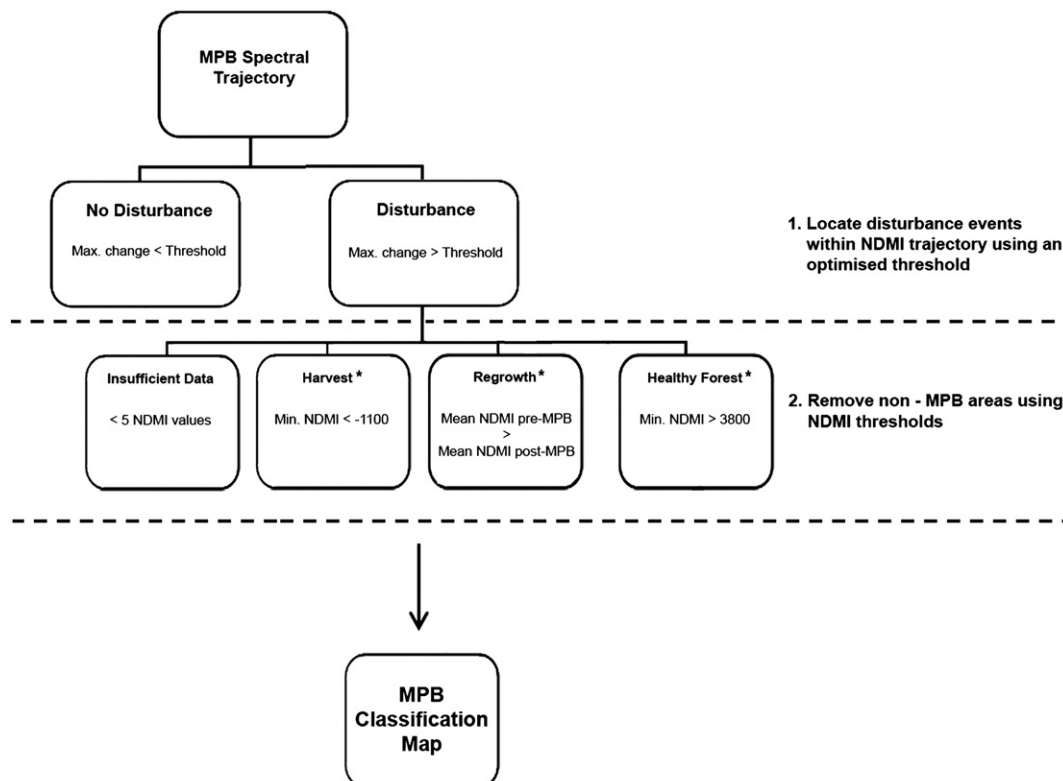 MPB Spectral
Trajectory
No Disturbance
Max. change < Threshold
Disturbance
Max. change > Threshold
1. Locate disturbance events
within NDMI trajectory using an
optimised threshold
Insufficient Data
< 5 NDMI values
Harvest *
Min. NDMI < -1100
Regrowth *
Mean NDMI pre-MPB
>
Mean NDMI post-MPB
Healthy Forest *
Min. NDMI > 3800
2. Remove non - MPB areas using
NDMI thresholds
MPB
Classification
Map